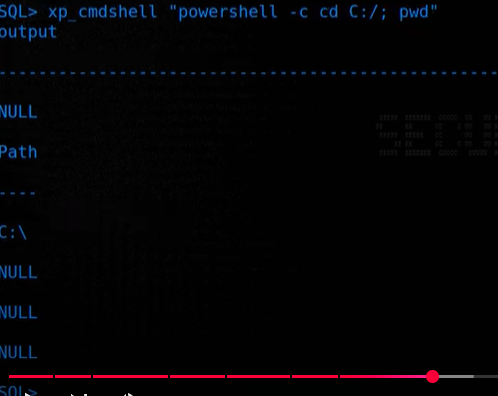 SQL> xp_cmdshell "powershell -c cd C:/; pwd"
output
--------------------------------------------------
NULL
Path
----
C:\
NULL
NULL
NULL
SQL>